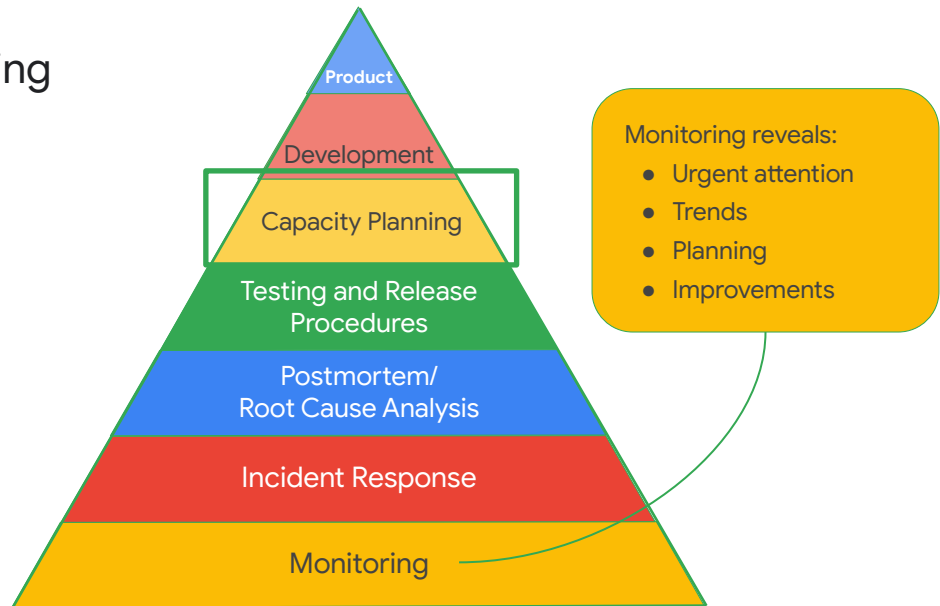 ing
Product
Development
Capacity Planning
Testing and Release
Procedures
Postmortem/
Root Cause Analysis
Incident Response
Monitoring
Monitoring reveals:
● Urgent attention
● Trends
● Planning
● Improvements